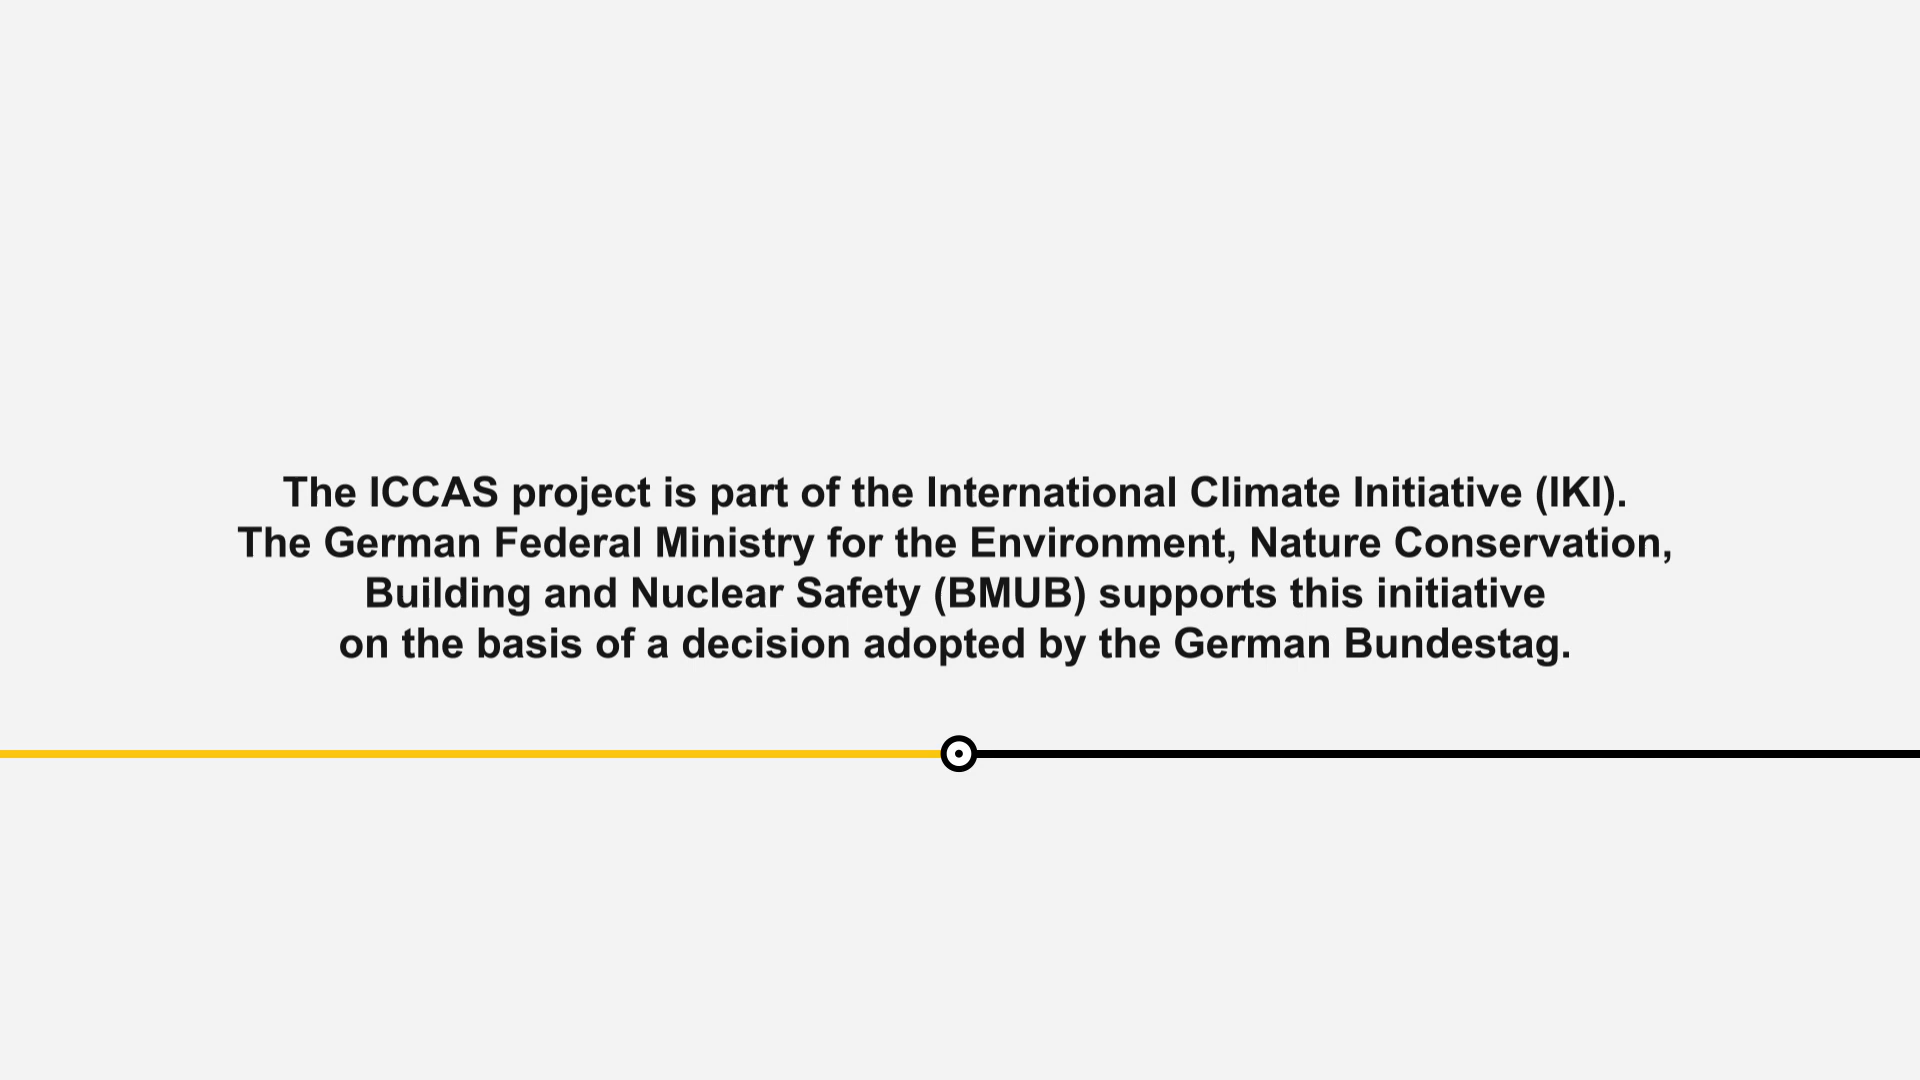 The ICCAS project is part of the International Climate Initiative (IKI).
The German Federal Ministry for the Environment, Nature Conservation,
Building and Nuclear Safety (BMUB) supports this initiative
on the basis of a decision adopted by the German Bundestag.